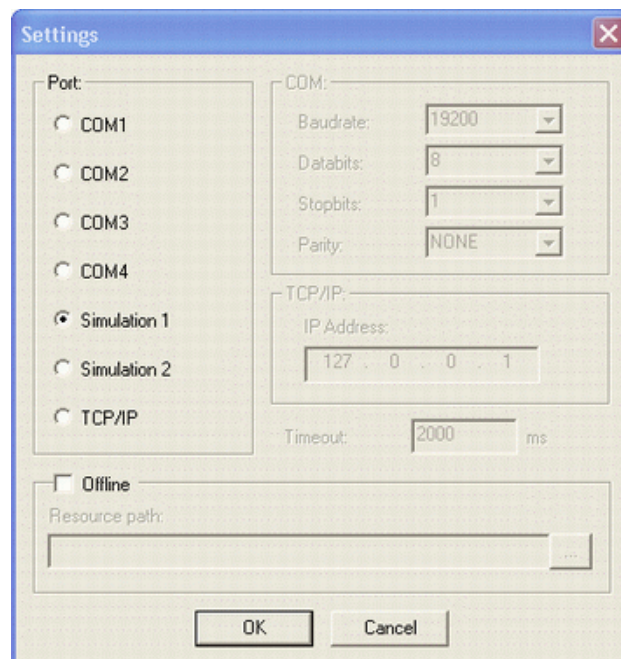 Settings
Port:
COM1
COM2
COM3
COM4
Simulation 1
Simulation 2
TCP/IP
COM:
Baudrate: 19200
Databits: 8
Stopbits: 1
Parity: NONE
TCP/IP:
IP Address:
127 . 0 . 0 . 1
Timeout: 2000 ms
Offline
Resource path:
...
OK Cancel